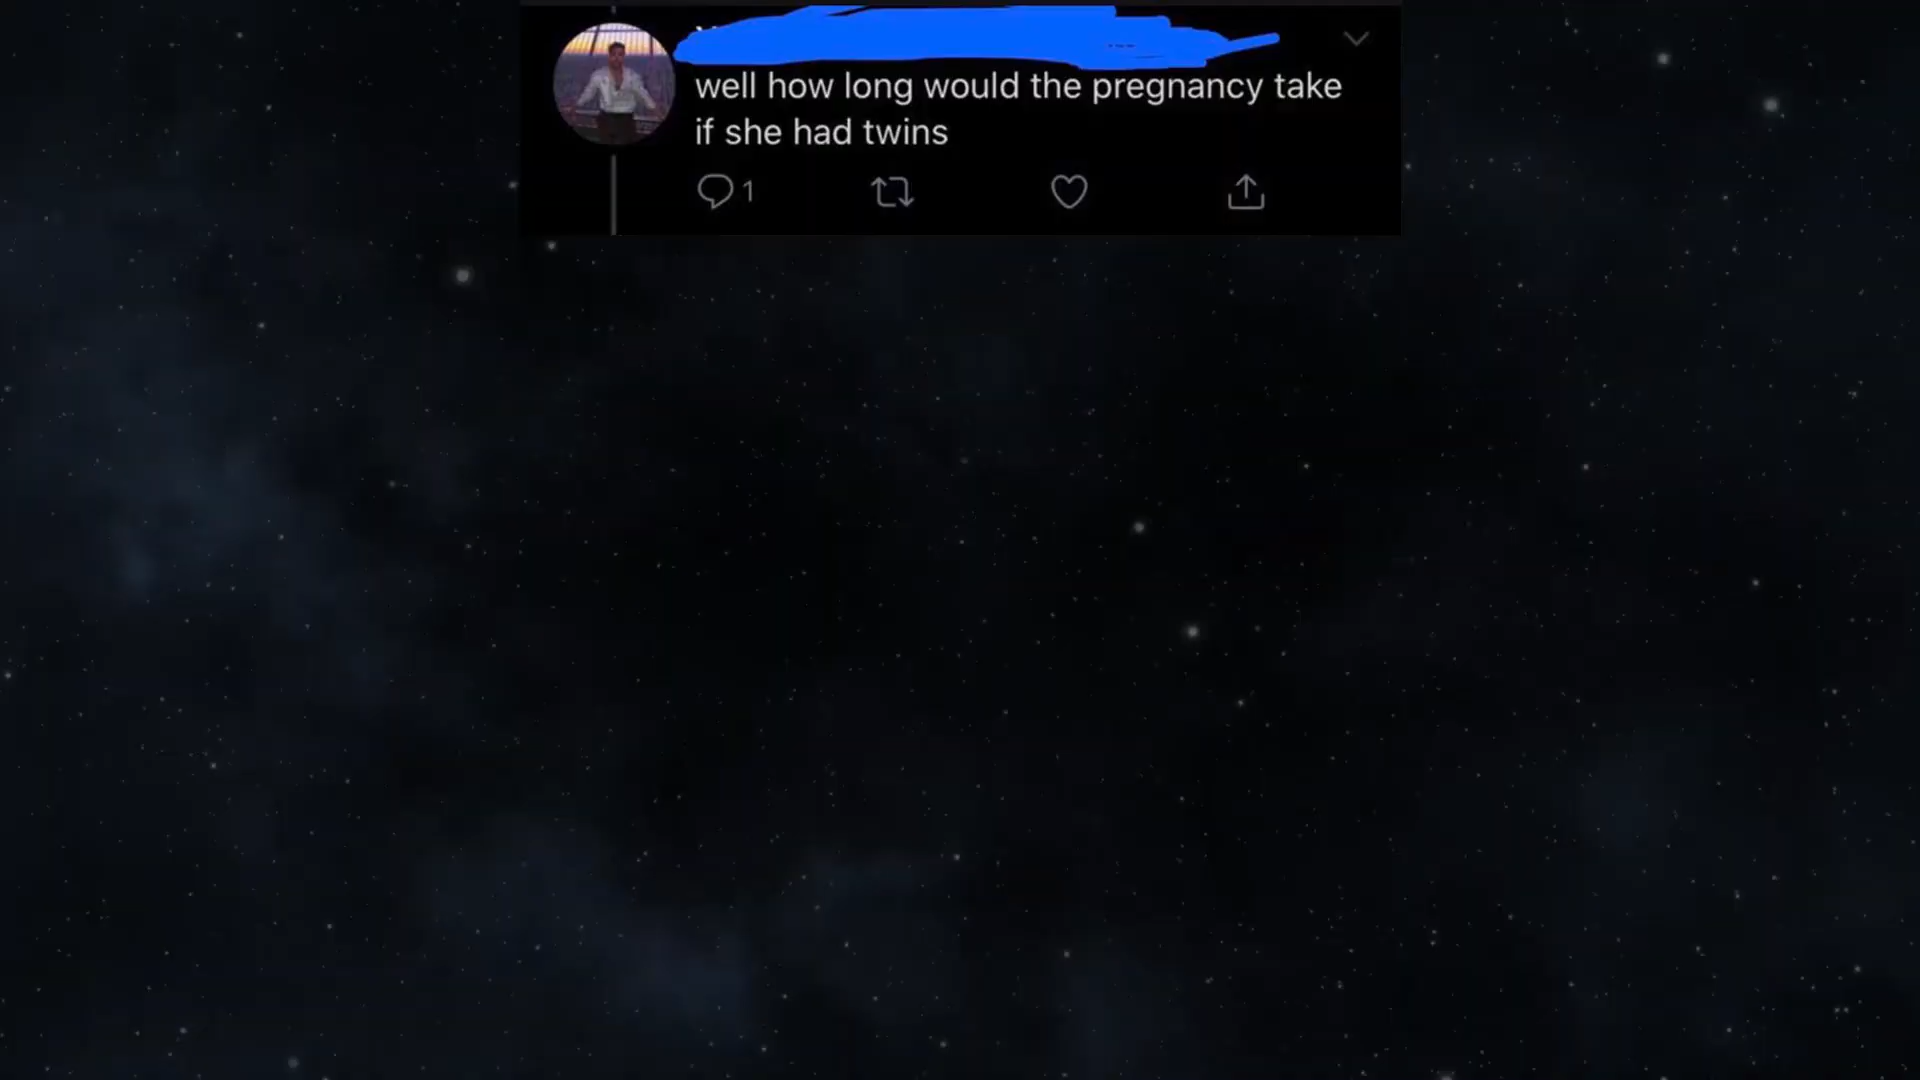 well how long would the pregnancy take
if she had twins
1